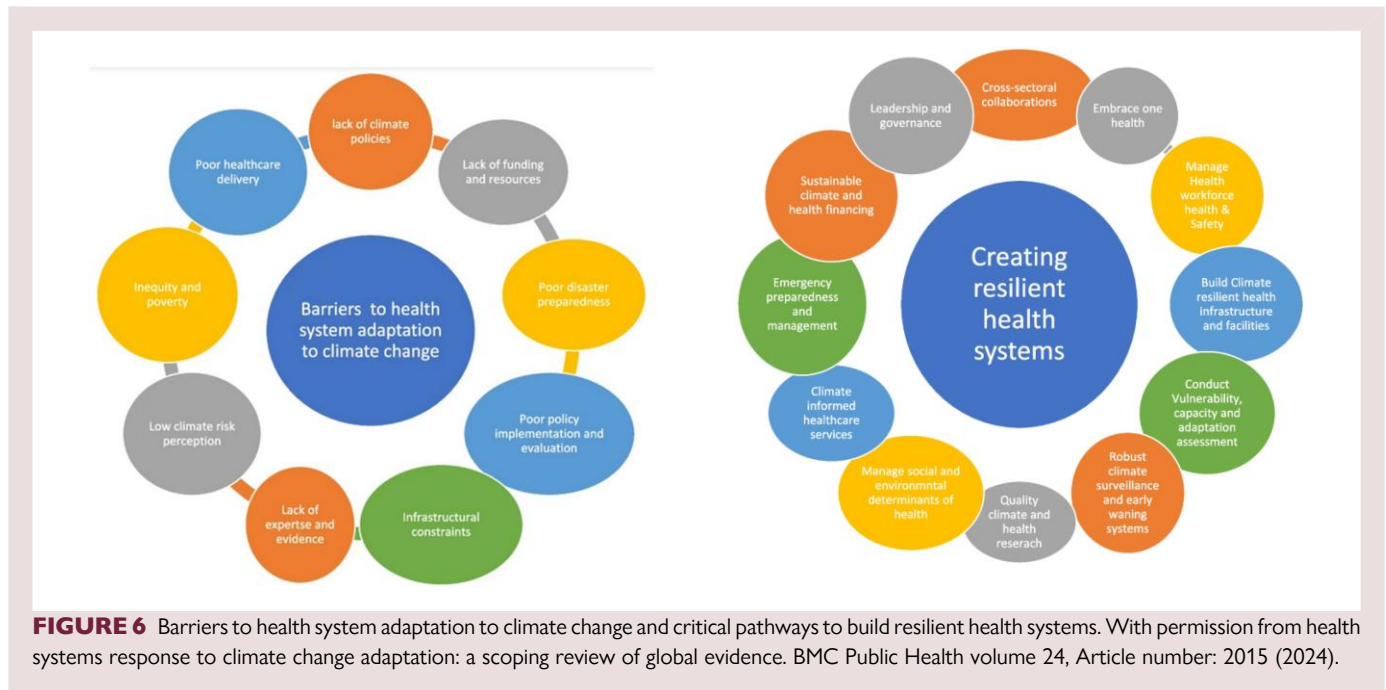 lack of climate
policies
Lack of funding
and resources
Poor disaster
preparedness
Poor policy
implementation and
evaluation
Infrastructural
constraints
Lack of
expertse and
evidence
Low climate risk
perception
Inequity and
poverty
Poor healthcare
delivery
Barriers to health
system adaptation
to climate change
Cross-sectoral
collaborations
Embrace one
health
Manage
Health
workforce
health &
Safety
Build Climate
resilient health
infrastructure
and facilities
Conduct
Vulnerability,
capacity and
adaptation
assessment
Robust
climate
surveillance
and early
waning
systems
Quality
climate and
health
reserach
Manage social and
environmntal
determinants of
health
Climate
informed
healthcare
services
Emergency
preparedness
and
management
Sustainable
climate and
health financing
Leadership and
governance
Creating
resilient
health
systems
FIGURE 6 Barriers to health system adaptation to climate change and critical pathways to build resilient health systems. With permission from health
systems response to climate change adaptation: a scoping review of global evidence. BMC Public Health volume 24, Article number: 2015 (2024).